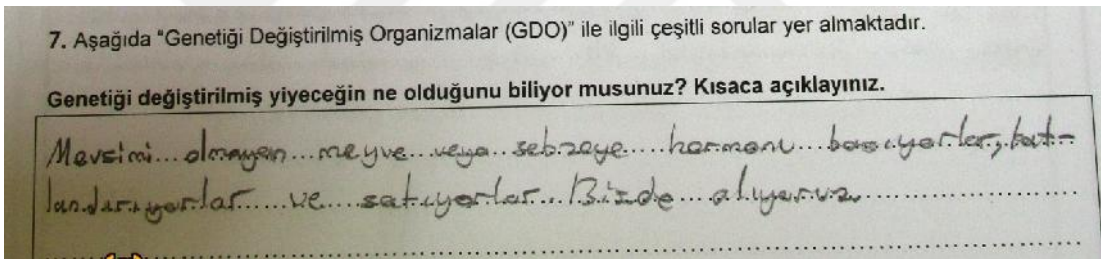 7. Aşağıda "Genetiği Değiştirilmiş Organizmalar (GDO)" ile ilgili çeşitli sorular yer almaktadır.
Genetiği değiştirilmiş yiyeceğin ne olduğunu biliyor musunuz? Kısaca açıklayınız.
Mevsimi...olmayan...meyve...veya..sebzeye.....hormonu...basıyorlar,
landırıyorlar.....ve....satıyorlar...Bizde...alıyoruz